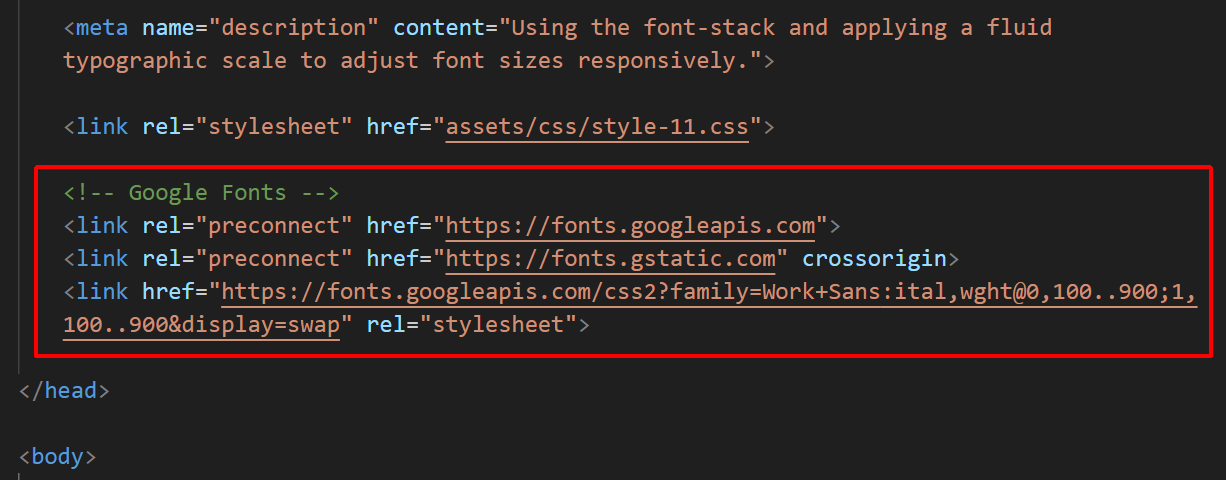 <meta name="description" content="Using the font-stack and applying a fluid
typographic scale to adjust font sizes responsively.">
<link rel="stylesheet" href="assets/css/style-11.css">
<!-- Google Fonts -->
<link rel="preconnect" href="https://fonts.googleapis.com">
<link rel="preconnect" href="https://fonts.gstatic.com" crossorigin>
<link href="https://fonts.googleapis.com/css2?family=Work+Sans:ital,wght@0,100..900;1,
100..900&display=swap" rel="stylesheet">
</head>
<body>